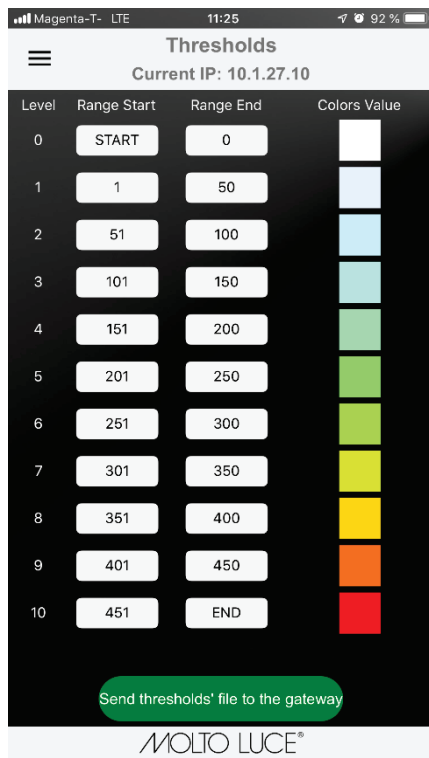 Magenta-T- LTE 11:25 92 %
Thresholds
Current IP: 10.1.27.10
Level Range Start Range End Colors Value
0 START 0
1 1 50
2 51 100
3 101 150
4 151 200
5 201 250
6 251 300
7 301 350
8 351 400
9 401 450
10 451 END
Send thresholds' file to the gateway
MOLTO LUCE®